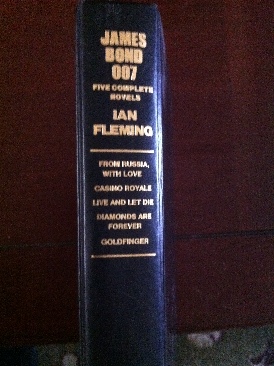 JAMES
BOND
007
FIVE COMPLETE
NOVELS
IAN
FLEMING
FROM RUSSIA,
WITH LOVE
CASINO ROYALE
LIVE AND LET DIE
DIAMONDS ARE
FOREVER
GOLDFINGER